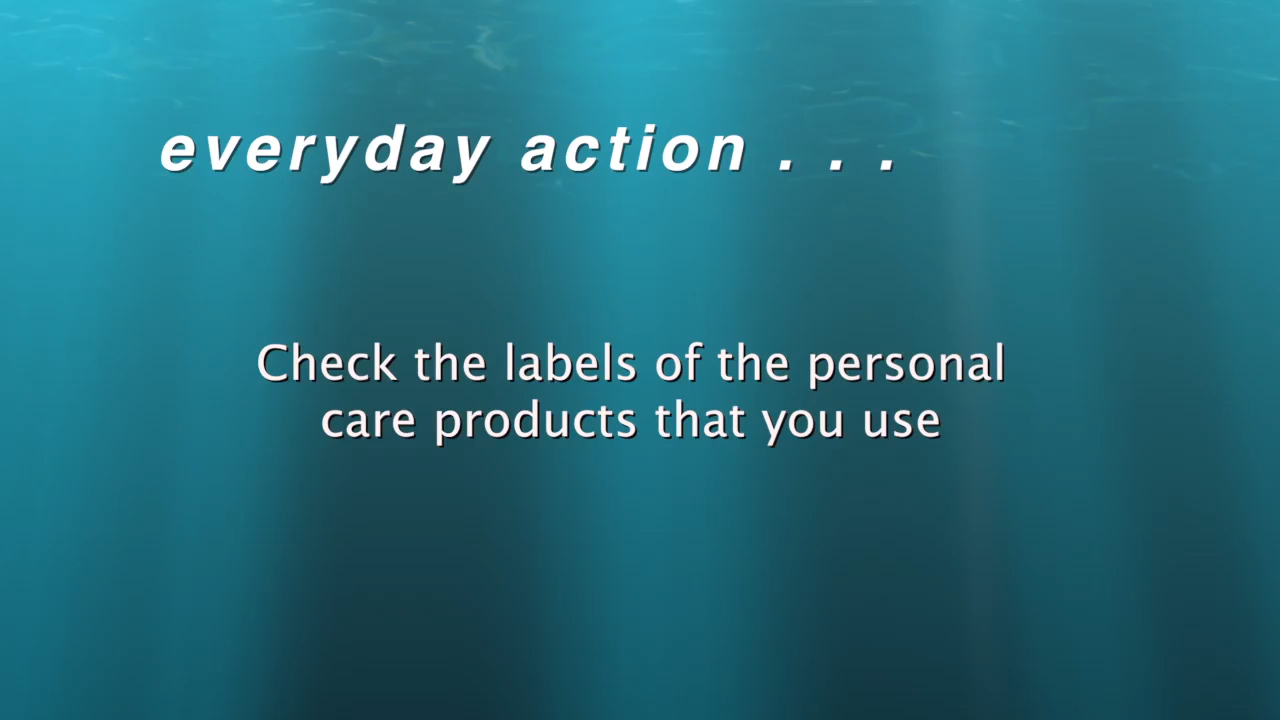 everyday action . . .
Check the labels of the personal
care products that you use